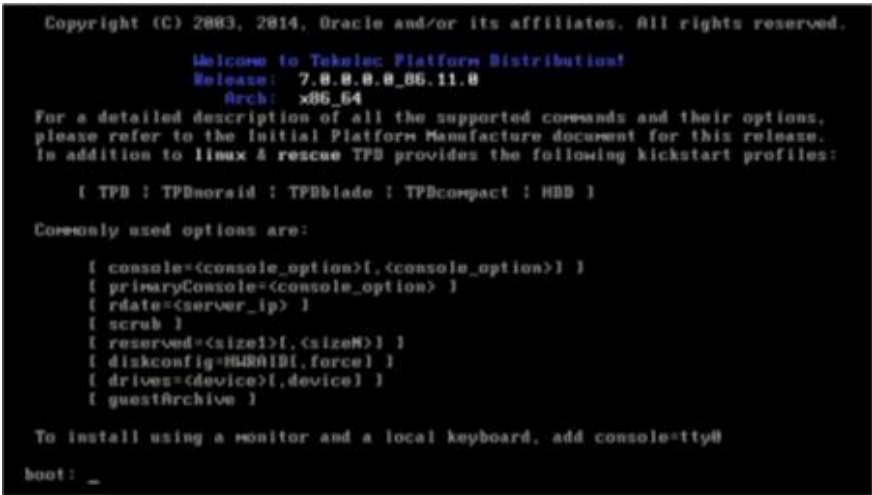 Copyright (C) 2003, 2014, Oracle and/or its affiliates. All rights reserved.
Welcome to Tekelec Platform Distribution!
Release: 7.0.0.0.0_86.11.0
Arch: x86_64
For a detailed description of all the supported commands and their options,
please refer to the Initial Platform Manufacture document for this release.
In addition to linux & rescue TPD provides the following kickstart profiles:
[ TPD | TPDnoraid | TPDblade | TPDcompact | HDD ]
Commonly used options are:
[ console=<console_option>[,<console_option>] ]
[ primaryConsole=<console_option> ]
[ rdate=<server_ip> ]
[ scrub ]
[ reserved=<size1>[,<sizeN>] ]
[ diskconfig=HWRAID[,force] ]
[ drives=<device>[,device] ]
[ guestArchive ]
To install using a monitor and a local keyboard, add console=tty0
boot: _